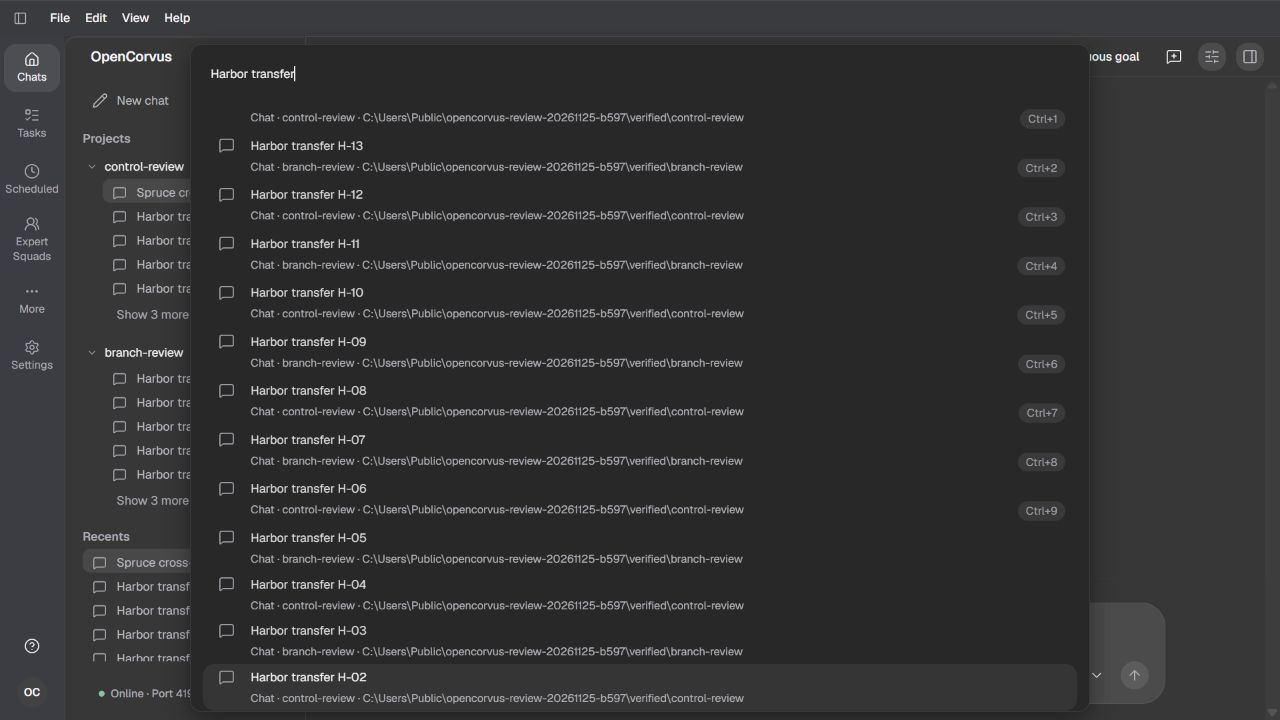 File Edit View Help
OpenCorvus
Chats
New chat
Tasks
Projects
control-review
Scheduled
Spruce cr
Harbor tra
Harbor tra
Expert
Squads
Harbor tra
Harbor tra
More
Show 3 more
Settings
branch-review
Harbor tra
Harbor tra
Harbor tra
Harbor tra
Harbor tra
Show 3 more
Recents
Spruce cross-
Harbor transf
Harbor transf
Harbor transf
Harbor transf
OC
Online · Port 419
Harbor transfer
Chat · control-review · C:\Users\Public\opencorvus-review-20261125-b597\verified\control-review Ctrl+1
Harbor transfer H-13
Chat · branch-review · C:\Users\Public\opencorvus-review-20261125-b597\verified\branch-review Ctrl+2
Harbor transfer H-12
Chat · control-review · C:\Users\Public\opencorvus-review-20261125-b597\verified\control-review Ctrl+3
Harbor transfer H-11
Chat · branch-review · C:\Users\Public\opencorvus-review-20261125-b597\verified\branch-review Ctrl+4
Harbor transfer H-10
Chat · control-review · C:\Users\Public\opencorvus-review-20261125-b597\verified\control-review Ctrl+5
Harbor transfer H-09
Chat · branch-review · C:\Users\Public\opencorvus-review-20261125-b597\verified\branch-review Ctrl+6
Harbor transfer H-08
Chat · control-review · C:\Users\Public\opencorvus-review-20261125-b597\verified\control-review Ctrl+7
Harbor transfer H-07
Chat · branch-review · C:\Users\Public\opencorvus-review-20261125-b597\verified\branch-review Ctrl+8
Harbor transfer H-06
Chat · control-review · C:\Users\Public\opencorvus-review-20261125-b597\verified\control-review Ctrl+9
Harbor transfer H-05
Chat · branch-review · C:\Users\Public\opencorvus-review-20261125-b597\verified\branch-review
Harbor transfer H-04
Chat · control-review · C:\Users\Public\opencorvus-review-20261125-b597\verified\control-review
Harbor transfer H-03
Chat · branch-review · C:\Users\Public\opencorvus-review-20261125-b597\verified\branch-review
Harbor transfer H-02
Chat · control-review · C:\Users\Public\opencorvus-review-20261125-b597\verified\control-review
goal